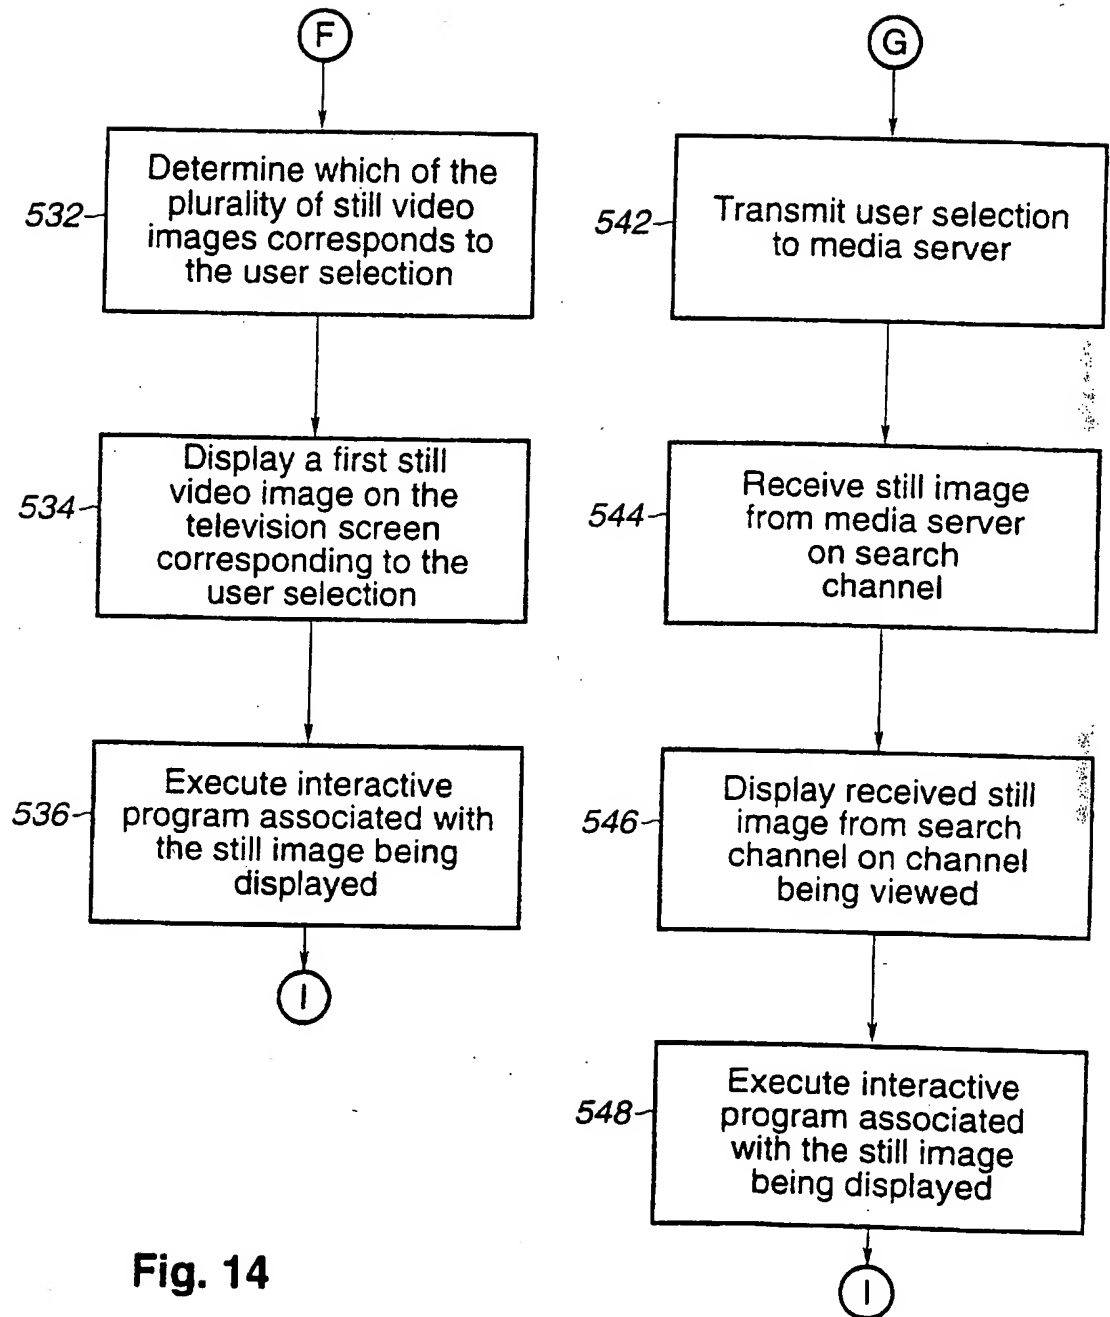 F
Determine which of the
plurality of still video
images corresponds to
the user selection
532
Display a first still
video image on the
television screen
corresponding to the
user selection
534
Execute interactive
program associated with
the still image being
displayed
536
I
G
Transmit user selection
to media server
542
Receive still image
from media server
on search
channel
544
Display received still
image from search
channel on channel
being viewed
546
Execute interactive
program associated
with the still image
being displayed
548
I
Fig. 14